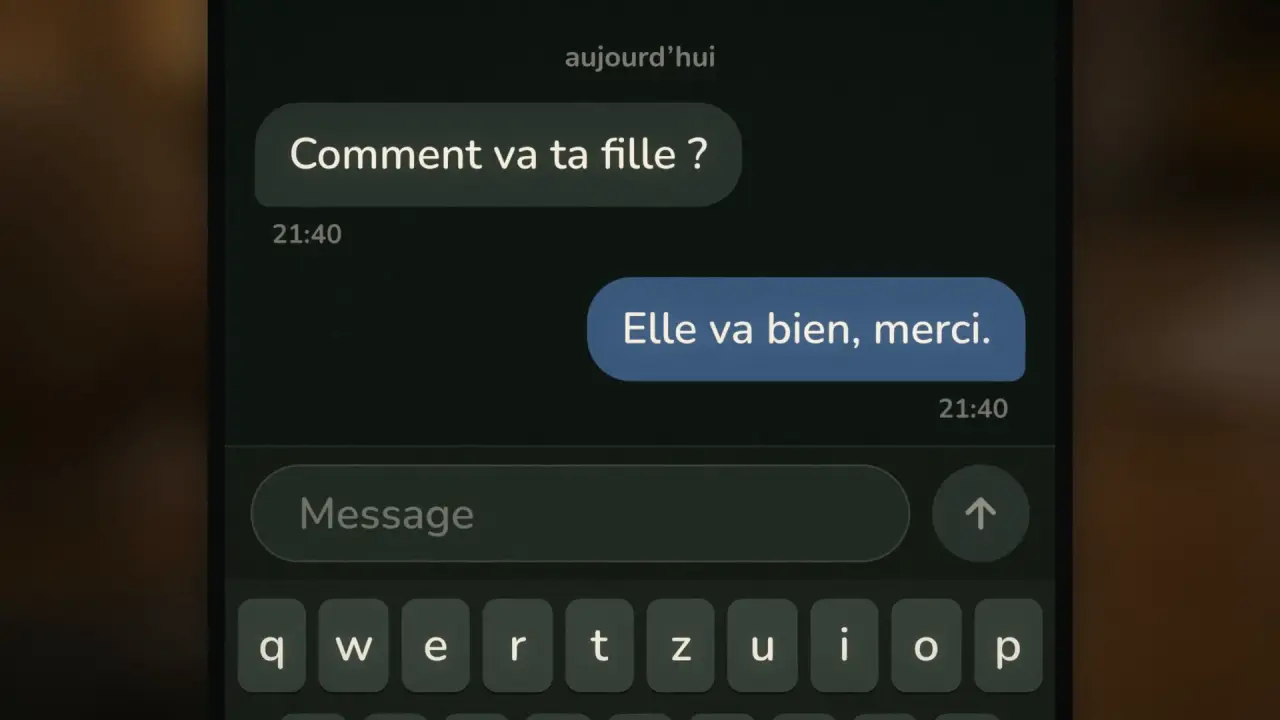 aujourd’hui
Comment va ta fille ?
21:40
Elle va bien, merci.
21:40
Message
q w e r t z u i o p